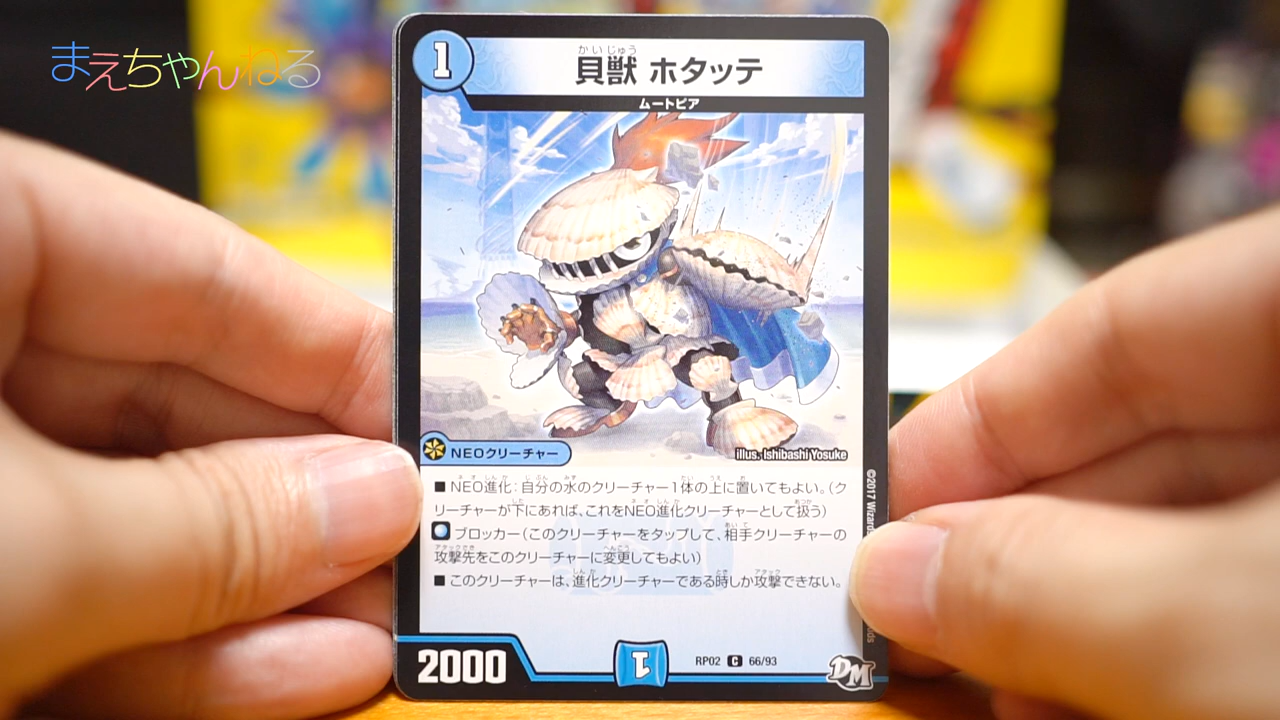 まえちゃんねる
1
かいじゅう
貝獣 ホタッテ
ムートピア
illus. Ishibashi Yosuke
NEOクリーチャー
■ NEO進化：自分の水のクリーチャー1体の上に置いてもよい。(ク
リーチャーが下にあれば、これをNEO進化クリーチャーとして扱う)
ブロッカー(このクリーチャーをタップして、相手クリーチャーの
攻撃先をこのクリーチャーに変更してもよい)
■ このクリーチャーは、進化クリーチャーである時しか攻撃できない。
2000
1
RP02 C 66/93
DM
©2017